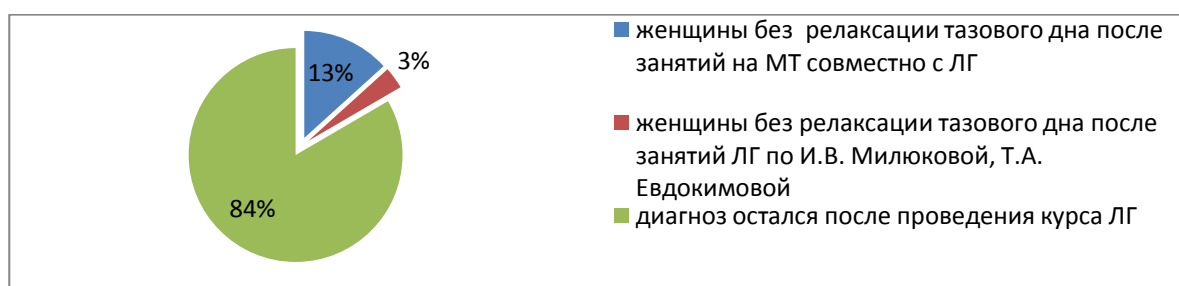 13%
3%
84%
женщины без релаксации тазового дна после
занятий на МТ совместно с ЛГ
женщины без релаксации тазового дна после
занятий ЛГ по И.В. Милюковой, Т.А.
Евдокимовой
диагноз остался после проведения курса ЛГ